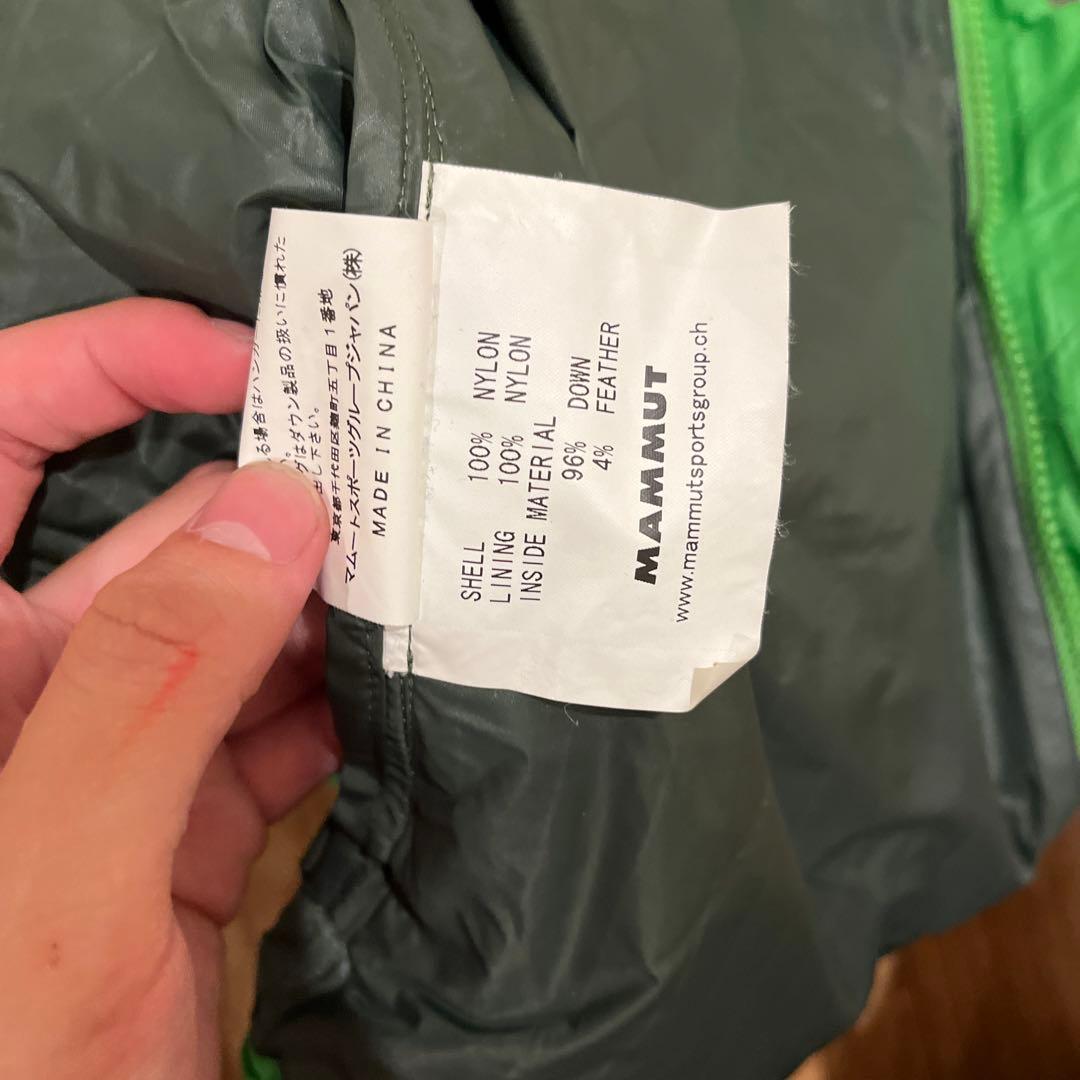 る場合はハンガ
グはダウン製品の扱いに慣れた
出し下さい。
東京都千代田区麹町五丁目1番地
マムートスポーツグループジャパン(株)
MADE IN CHINA
SHELL 100% NYLON
LINING 100% NYLON
INSIDE MATERIAL
96% DOWN
4% FEATHER
MAMMUT
www.mammutsportsgroup.ch